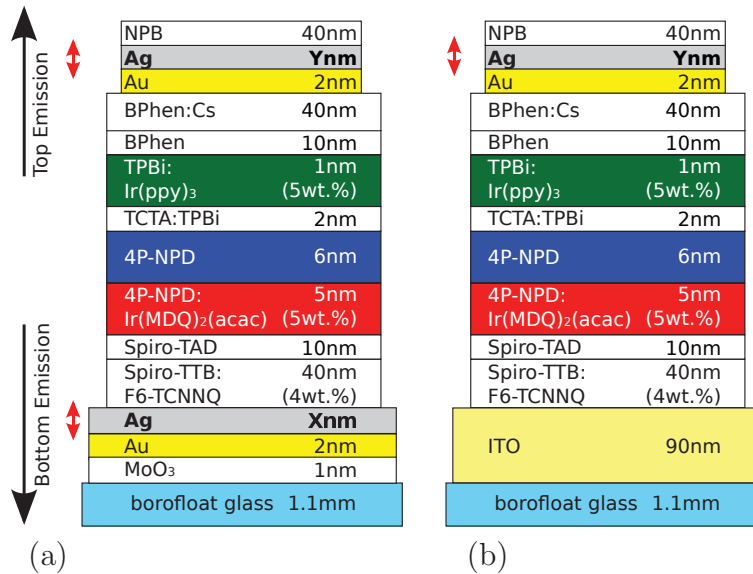 Top Emission
Bottom Emission
NPB 40nm
Ag Ynm
Au 2nm
BPhen:Cs 40nm
BPhen 10nm
TPBi: 1nm
Ir(ppy)₃ (5wt.%)
TCTA:TPBi 2nm
4P-NPD 6nm
4P-NPD: 5nm
Ir(MDQ)₂(acac) (5wt.%)
Spiro-TAD 10nm
Spiro-TTB: 40nm
F6-TCNNQ (4wt.%)
Ag Xnm
Au 2nm
MoO₃ 1nm
borofloat glass 1.1mm
(a)
NPB 40nm
Ag Ynm
Au 2nm
BPhen:Cs 40nm
BPhen 10nm
TPBi: 1nm
Ir(ppy)₃ (5wt.%)
TCTA:TPBi 2nm
4P-NPD 6nm
4P-NPD: 5nm
Ir(MDQ)₂(acac) (5wt.%)
Spiro-TAD 10nm
Spiro-TTB: 40nm
F6-TCNNQ (4wt.%)
ITO 90nm
borofloat glass 1.1mm
(b)